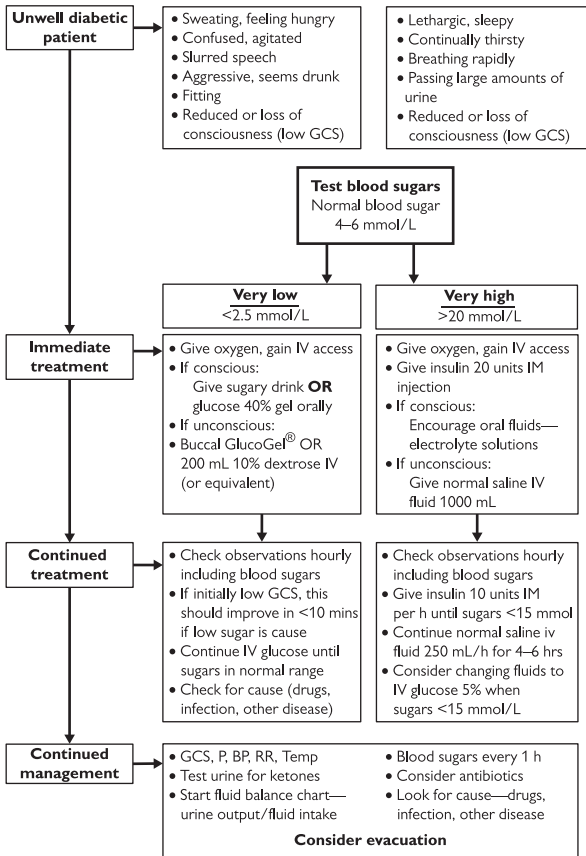 Unwell diabetic
patient
• Sweating, feeling hungry
• Confused, agitated
• Slurred speech
• Aggressive, seems drunk
• Fitting
• Reduced or loss of
consciousness (low GCS)
• Lethargic, sleepy
• Continually thirsty
• Breathing rapidly
• Passing large amounts of
urine
• Reduced or loss of
consciousness (low GCS)
Test blood sugars
Normal blood sugar
4–6 mmol/L
Very low
<2.5 mmol/L
Very high
>20 mmol/L
Immediate
treatment
• Give oxygen, gain IV access
• If conscious:
Give sugary drink OR
glucose 40% gel orally
• If unconscious:
• Buccal GlucoGel® OR
200 mL 10% dextrose IV
(or equivalent)
• Give oxygen, gain IV access
• Give insulin 20 units IM
injection
• If conscious:
Encourage oral fluids—
electrolyte solutions
• If unconscious:
Give normal saline IV
fluid 1000 mL
Continued
treatment
• Check observations hourly
including blood sugars
• If initially low GCS, this
should improve in <10 mins
if low sugar is cause
• Continue IV glucose until
sugars in normal range
• Check for cause (drugs,
infection, other disease)
• Check observations hourly
including blood sugars
• Give insulin 10 units IM
per h until sugars <15 mmol
• Continue normal saline iv
fluid 250 mL/h for 4–6 hrs
• Consider changing fluids to
IV glucose 5% when
sugars <15 mmol/L
Continued
management
• GCS, P, BP, RR, Temp
• Test urine for ketones
• Start fluid balance chart—
urine output/fluid intake
• Blood sugars every 1 h
• Consider antibiotics
• Look for cause—drugs,
infection, other disease
Consider evacuation